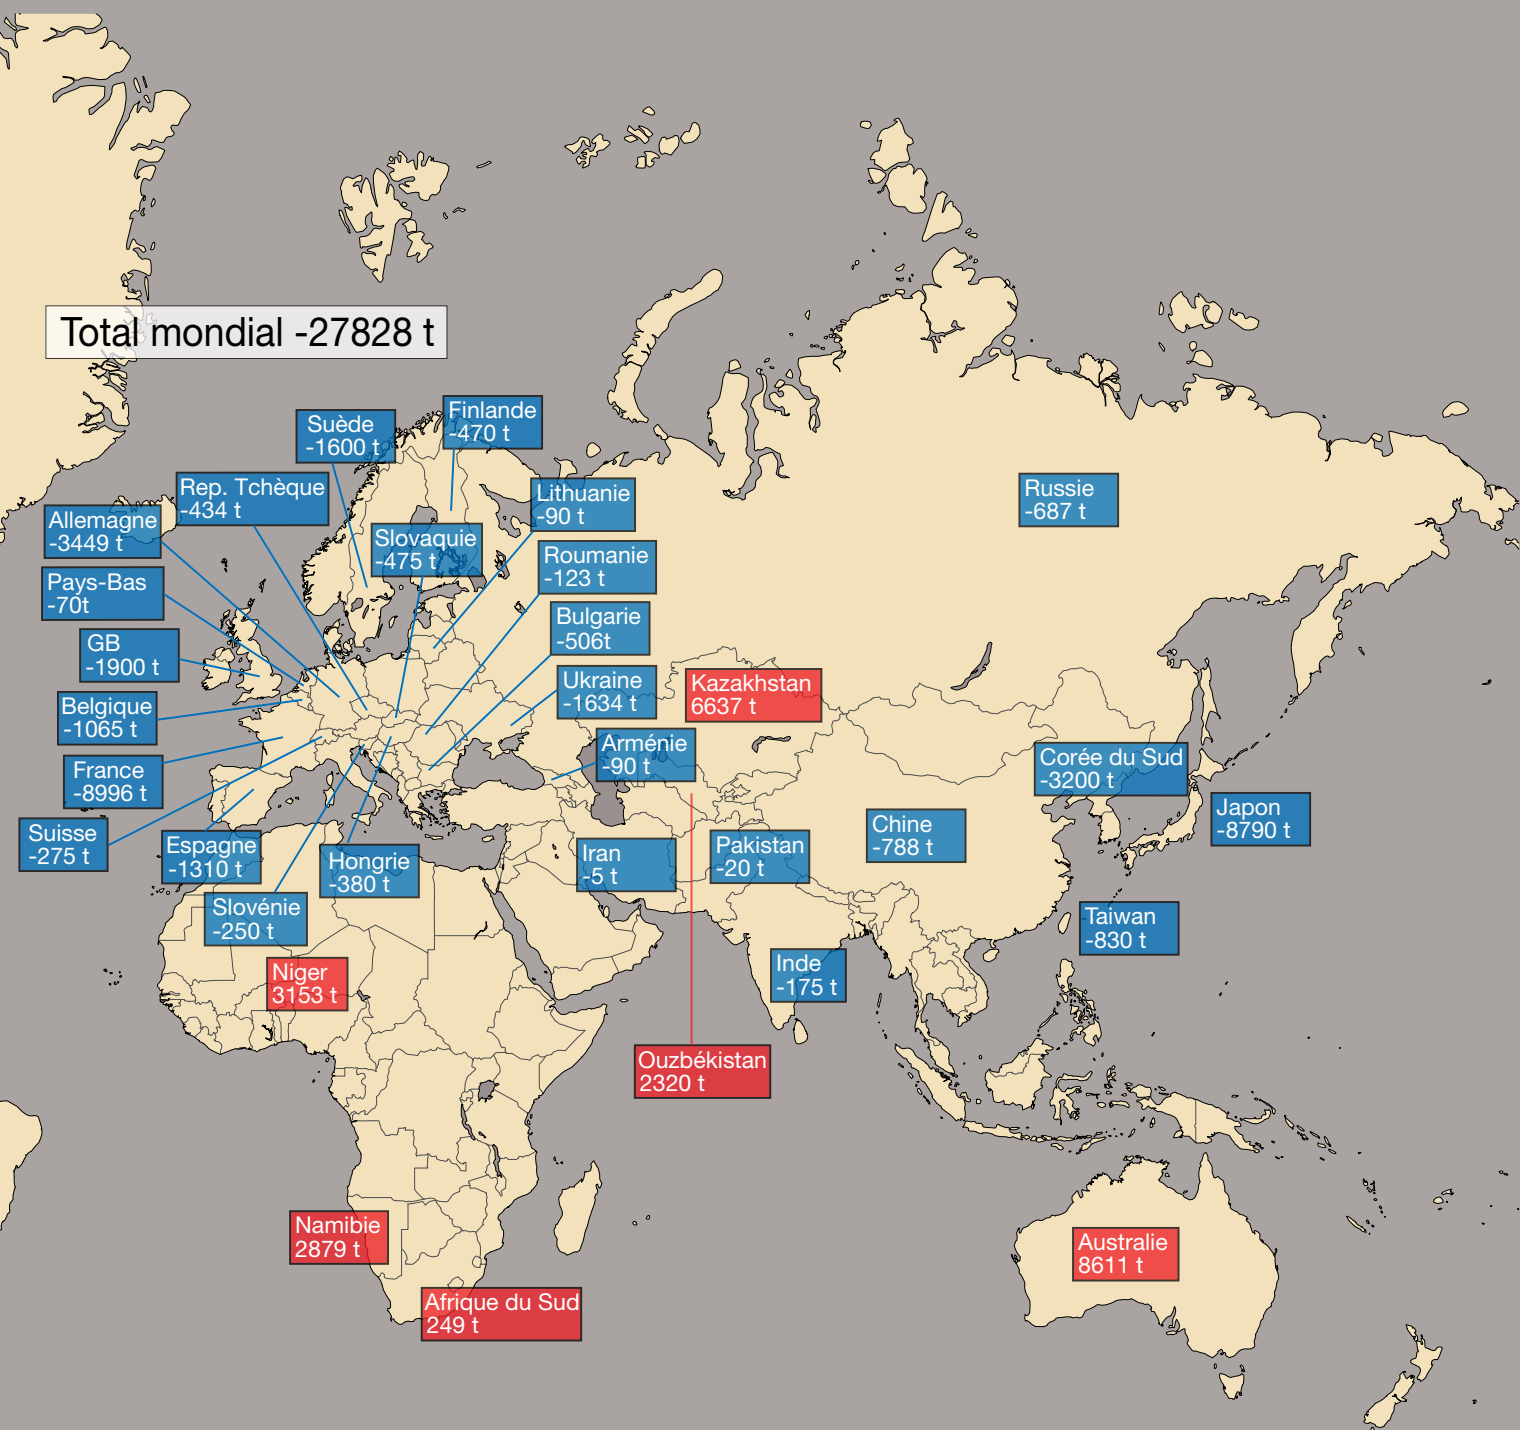 Total mondial -27828 t
Suède
-1600 t
Finlande
-470 t
Rep. Tchèque
-434 t
Lithuanie
-90 t
Russie
-687 t
Allemagne
-3449 t
Slovaquie
-475 t
Roumanie
-123 t
Pays-Bas
-70t
Bulgarie
-506t
GB
-1900 t
Ukraine
-1634 t
Kazakhstan
6637 t
Belgique
-1065 t
Arménie
-90 t
Corée du Sud
-3200 t
France
-8996 t
Japon
-8790 t
Suisse
-275 t
Espagne
-1310 t
Hongrie
-380 t
Iran
-5 t
Pakistan
-20 t
Chine
-788 t
Slovénie
-250 t
Taiwan
-830 t
Inde
-175 t
Niger
3153 t
Ouzbékistan
2320 t
Namibie
2879 t
Australie
8611 t
Afrique du Sud
249 t